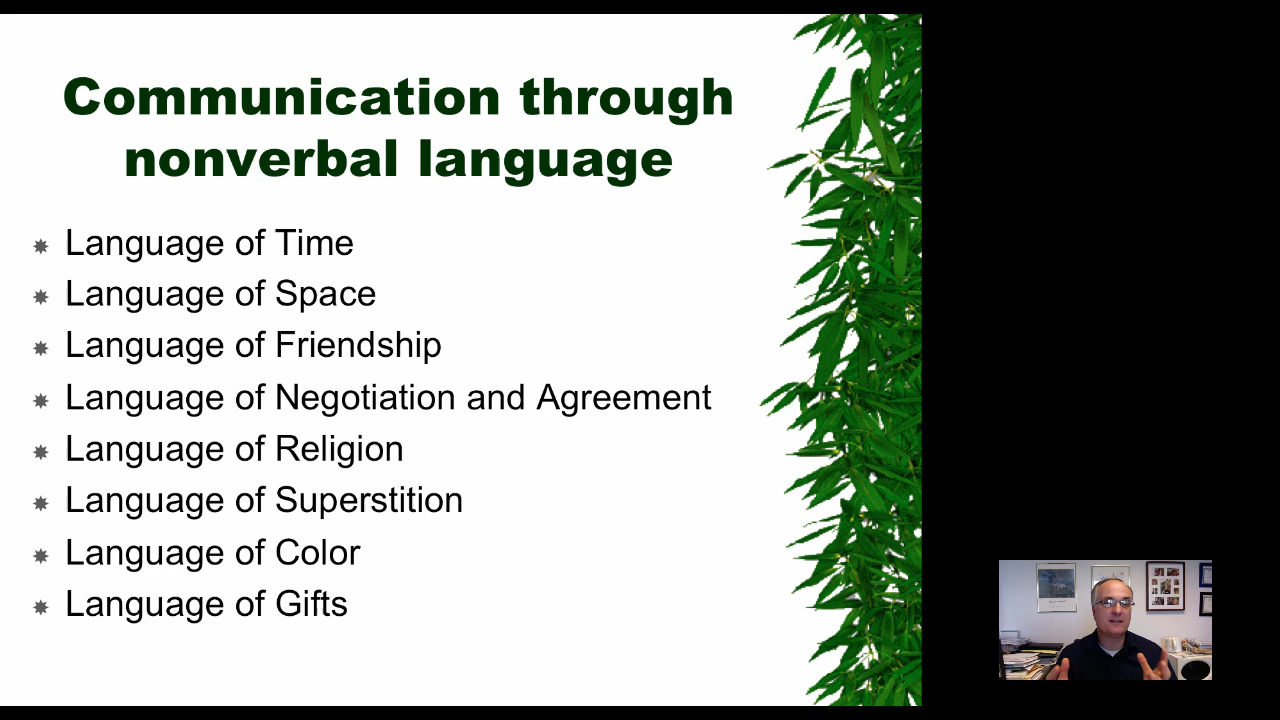 Communication through
nonverbal language
Language of Time
Language of Space
Language of Friendship
Language of Negotiation and Agreement
Language of Religion
Language of Superstition
Language of Color
Language of Gifts